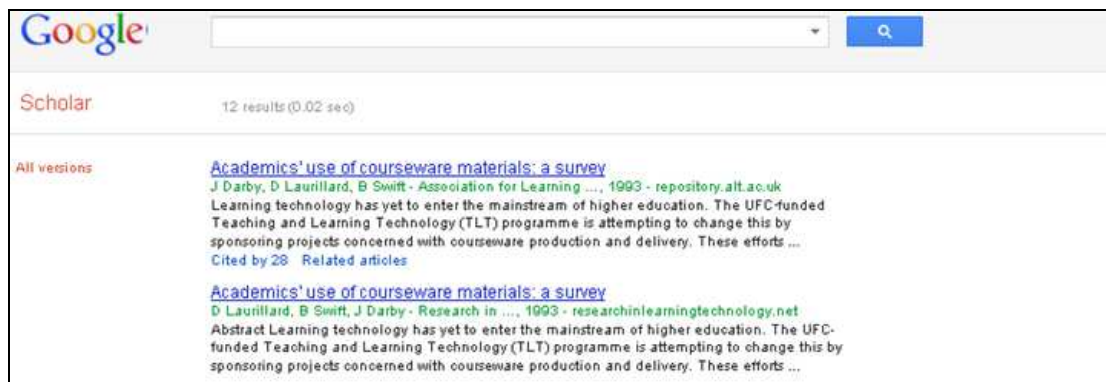 Google
Scholar
12 results (0.02 sec)
All versions
Academics' use of courseware materials: a survey
J Darby, D Laurillard, B Swift - Association for Learning ..., 1993 - repository.alt.ac.uk
Learning technology has yet to enter the mainstream of higher education. The UFC-funded
Teaching and Learning Technology (TLT) programme is attempting to change this by
sponsoring projects concerned with courseware production and delivery. These efforts ...
Cited by 28 Related articles
Academics' use of courseware materials: a survey
D Laurillard, B Swift, J Darby - Research in ..., 1993 - researchinlearningtechnology.net
Abstract Learning technology has yet to enter the mainstream of higher education. The UFC-
funded Teaching and Learning Technology (TLT) programme is attempting to change this by
sponsoring projects concerned with courseware production and delivery. These efforts ...